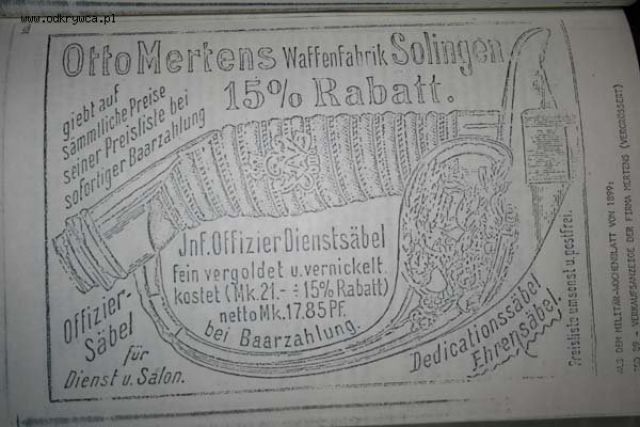 www.odkrywca.pl
Otto Mertens Waffenfabrik Solingen
giebt auf
sämmtliche Preise
seiner Preisliste bei
sofortiger Baarzahlung
15% Rabatt.
Jnf. Offizier Dienstsäbel
fein vergoldet u. vernickelt.
kostet (Mk. 21.- ÷ 15% Rabatt)
netto Mk. 17.85 PF.
bei Baarzahlung.
Offizier-
Säbel
für
Dienst u. Salon.
Dedicationssäbel
Ehrensäbel.
Preisliste umsonst u. postfrei.
AUS DEM MILITÄR-WOCHENBLATT VON 1899:
VERKAUFSANZEIGE DER FIRMA MERTENS (VERGRÖSSERT)